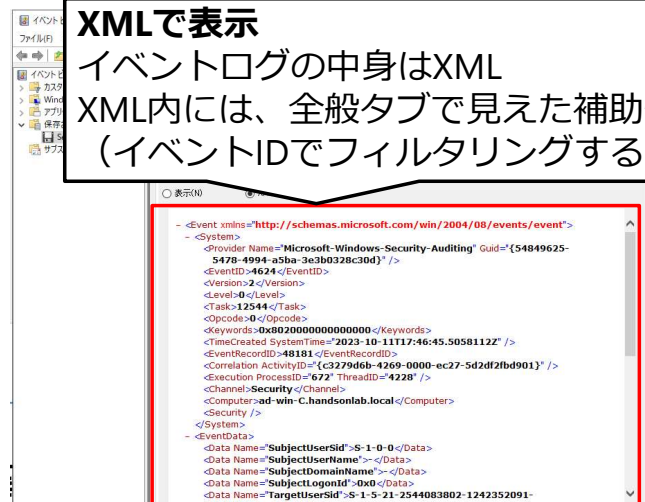 イベント
ファイル(F)
イベントビ
カスタ
Wind
アプリ
保存さ
Se
サブス
XMLで表示
イベントログの中身はXML
XML内には、全般タブで見えた補助
（イベントIDでフィルタリングする
表示(N)
- <Event xmlns="http://schemas.microsoft.com/win/2004/08/events/event">
- <System>
<Provider Name="Microsoft-Windows-Security-Auditing" Guid="{54849625-
5478-4994-a5ba-3e3b0328c30d}" />
<EventID>4624</EventID>
<Version>2</Version>
<Level>0</Level>
<Task>12544</Task>
<Opcode>0</Opcode>
<Keywords>0x8020000000000000</Keywords>
<TimeCreated SystemTime="2023-10-11T17:46:45.5058112Z" />
<EventRecordID>48181</EventRecordID>
<Correlation ActivityID="{c3279d6b-4269-0000-ec27-5d2df2fbd901}" />
<Execution ProcessID="672" ThreadID="4228" />
<Channel>Security</Channel>
<Computer>ad-win-C.handsonlab.local</Computer>
<Security />
</System>
- <EventData>
<Data Name="SubjectUserSid">S-1-0-0</Data>
<Data Name="SubjectUserName">-</Data>
<Data Name="SubjectDomainName">-</Data>
<Data Name="SubjectLogonId">0x0</Data>
<Data Name="TargetUserSid">S-1-5-21-2544083802-1242352091-